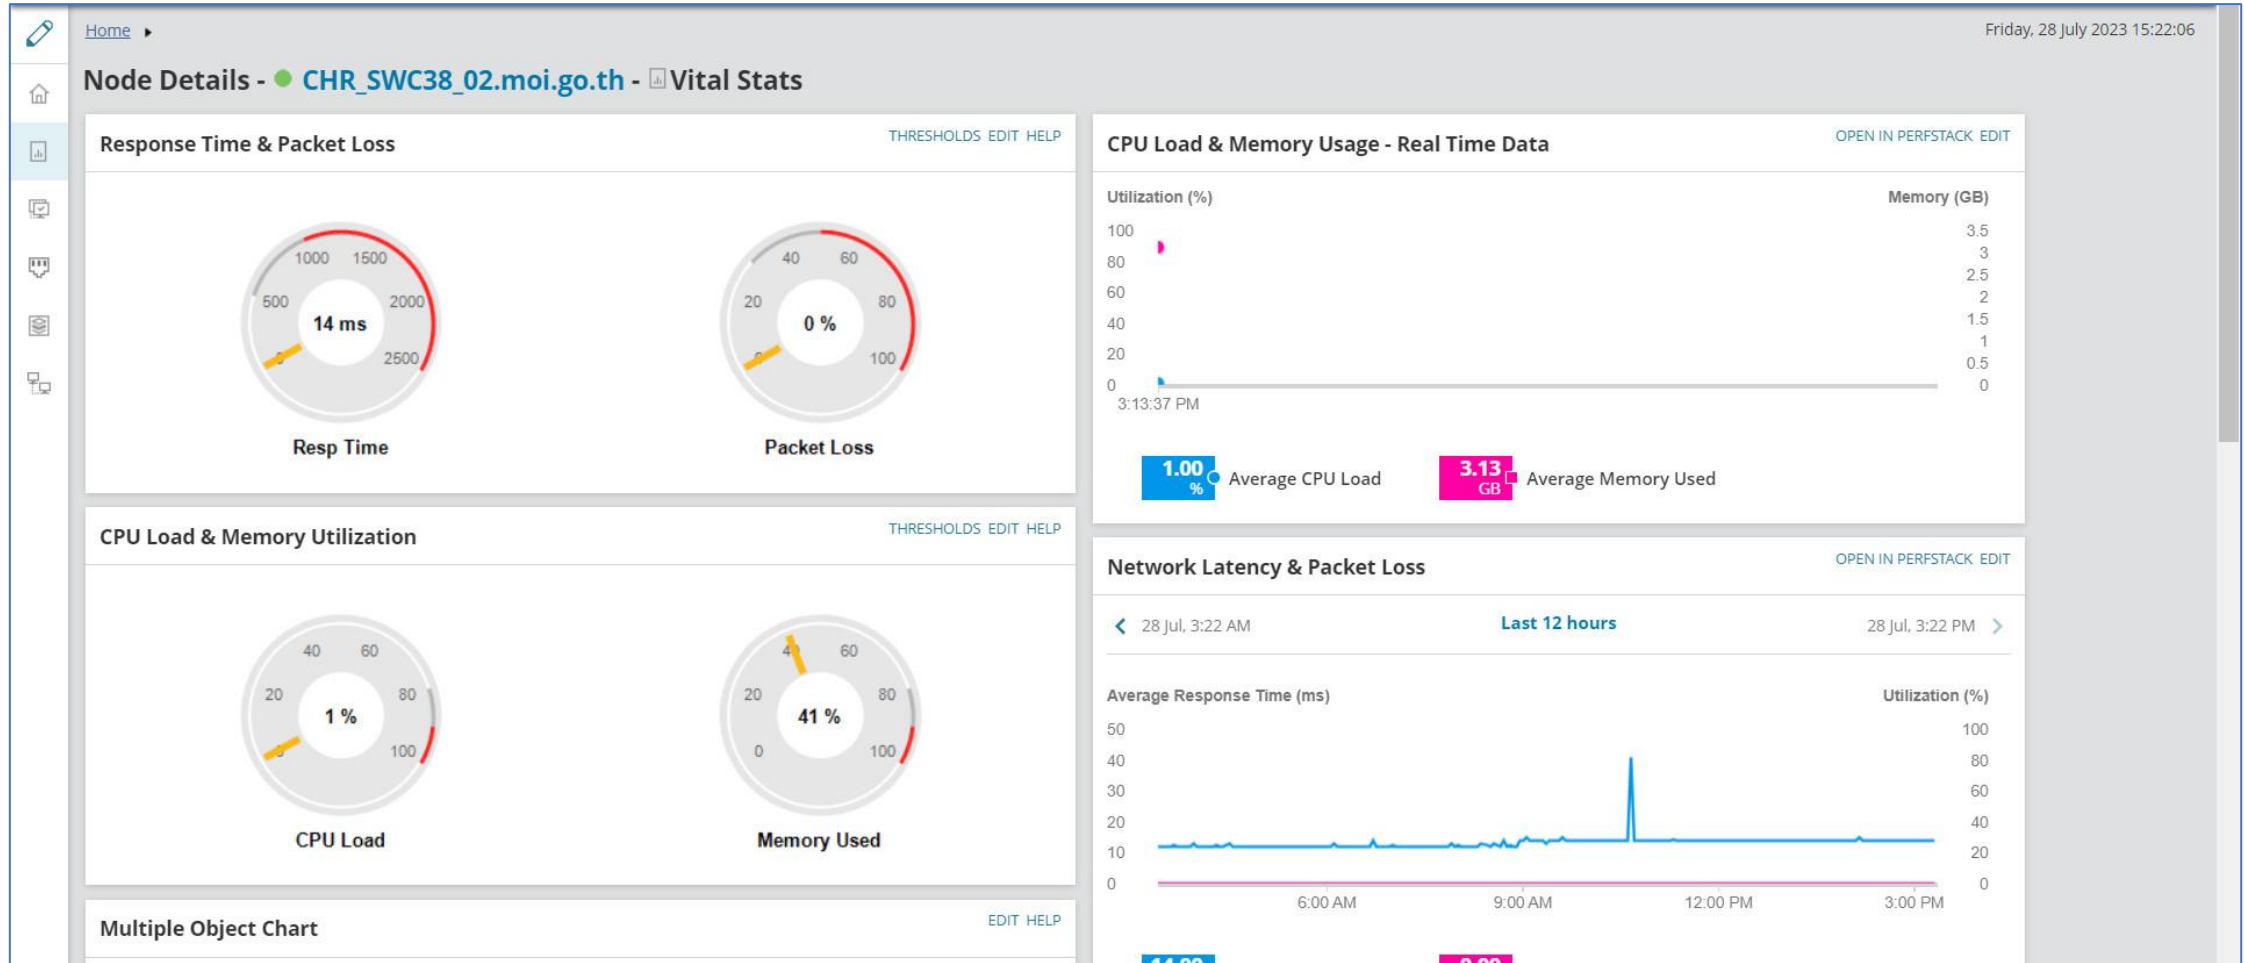 Home
Friday, 28 July 2023 15:22:06
Node Details - CHR_SWC38_02.moi.go.th - Vital Stats
Response Time & Packet Loss
THRESHOLDS EDIT HELP
1000 1500
500 2000
14 ms
0 2500
Resp Time
40 60
20 80
0 %
0 100
Packet Loss
CPU Load & Memory Utilization
THRESHOLDS EDIT HELP
40 60
20 80
1 %
0 100
CPU Load
40 60
20 80
41 %
0 100
Memory Used
Multiple Object Chart
EDIT HELP
CPU Load & Memory Usage - Real Time Data
OPEN IN PERFSTACK EDIT
Utilization (%)
Memory (GB)
100
80
60
40
20
0
3.5
3
2.5
2
1.5
1
0.5
0
3:13:37 PM
1.00 % Average CPU Load
3.13 GB Average Memory Used
Network Latency & Packet Loss
OPEN IN PERFSTACK EDIT
28 Jul, 3:22 AM
Last 12 hours
28 Jul, 3:22 PM
Average Response Time (ms)
Utilization (%)
50
40
30
20
10
0
100
80
60
40
20
0
6:00 AM 9:00 AM 12:00 PM 3:00 PM